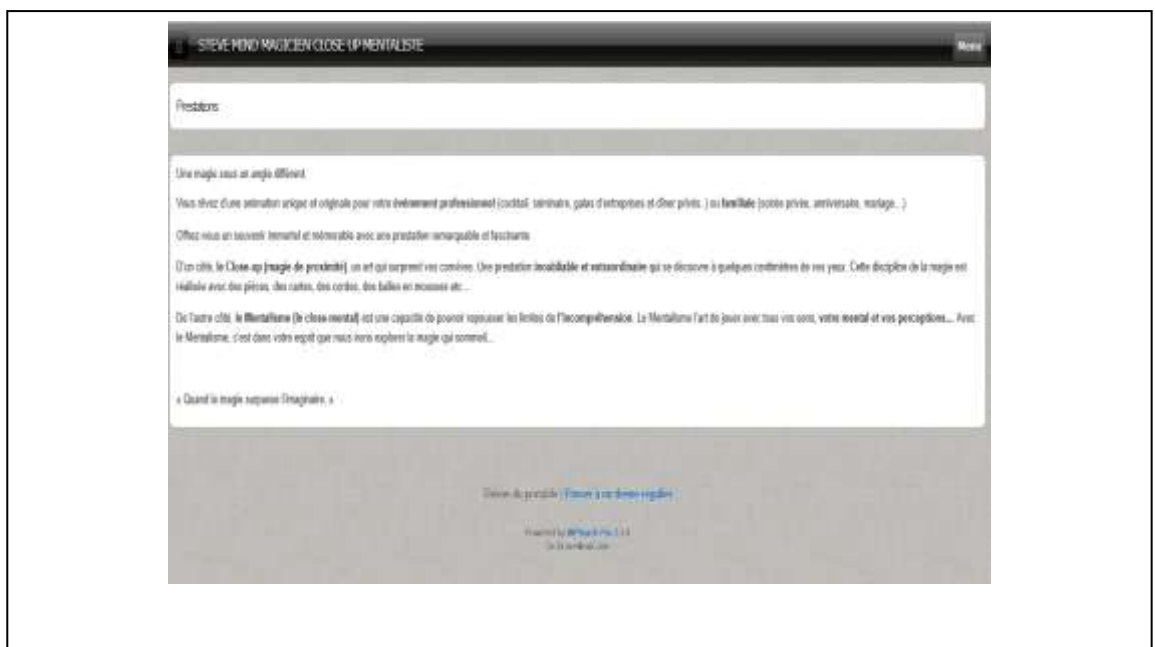 STEVE MIND MAGICIEN CLOSE UP MENTALISTE
Menu
Prestations
Une magie sous un angle différent
Vous rêvez d'une animation unique et originale pour votre événement professionnel (cocktail, séminaire, galas d'entreprises et dîner privés..) ou familiale (soirée privée, anniversaire, mariage...)
Offrez vous un souvenir immortel et mémorable avec une prestation remarquable et fascinante
D'un côté, le Close-up (magie de proximité), un art qui surprend vos convives. Une prestation inoubliable et extraordinaire qui se découvre à quelques centimètres de vos yeux. Cette discipline de la magie est
réalisée avec des pièces, des cartes, des cordes, des balles en mousses etc...
De l'autre côté, le Mentalisme (le close mental) est une capacité de pouvoir repousser les limites de l'incompréhension. Le Mentalisme l'art de jouer avec tous vos sens, votre mental et vos perceptions... Avec
le Mentalisme, c'est dans votre esprit que nous irons explorer la magie qui sommeil...
« Quand la magie surpasse l'imaginaire. »
Powered by